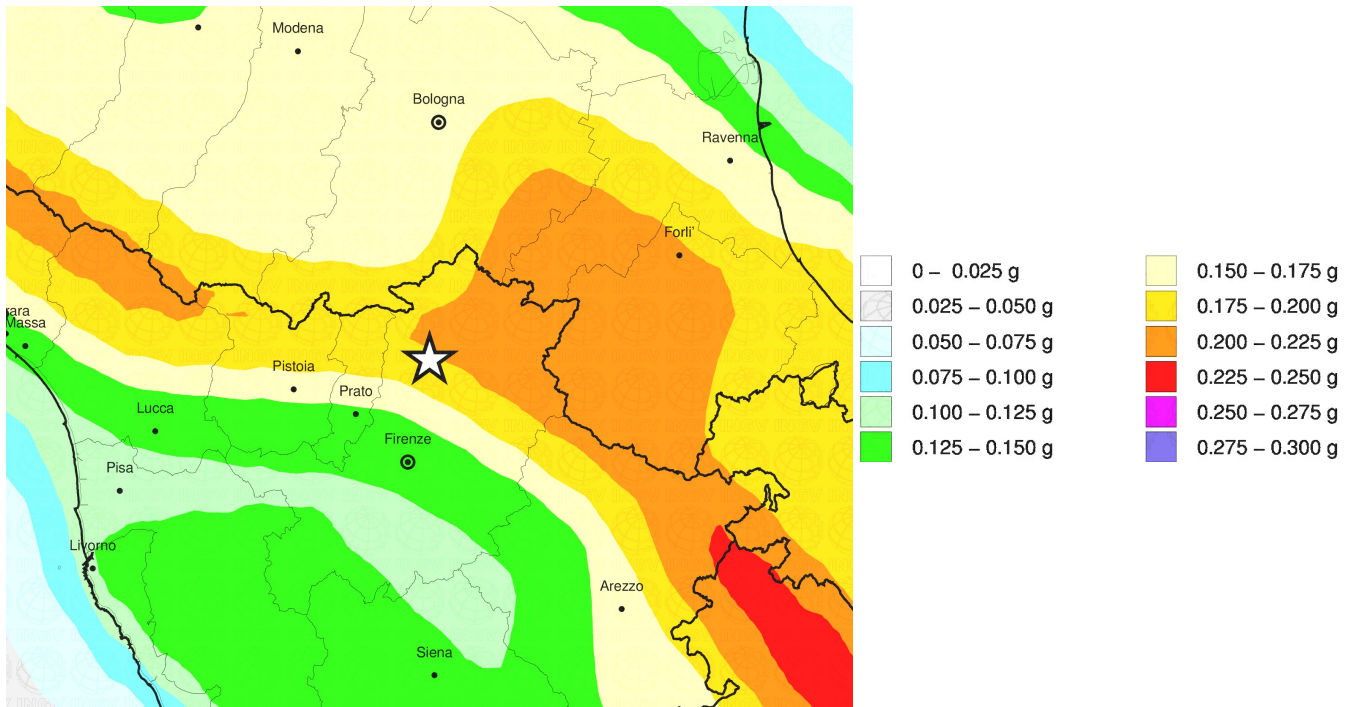 Modena
Bologna
Ravenna
Forli'
rara
Massa
Pistoia
Prato
Lucca
Firenze
Pisa
Livorno
Arezzo
Siena
0 – 0.025 g
0.025 – 0.050 g
0.050 – 0.075 g
0.075 – 0.100 g
0.100 – 0.125 g
0.125 – 0.150 g
0.150 – 0.175 g
0.175 – 0.200 g
0.200 – 0.225 g
0.225 – 0.250 g
0.250 – 0.275 g
0.275 – 0.300 g